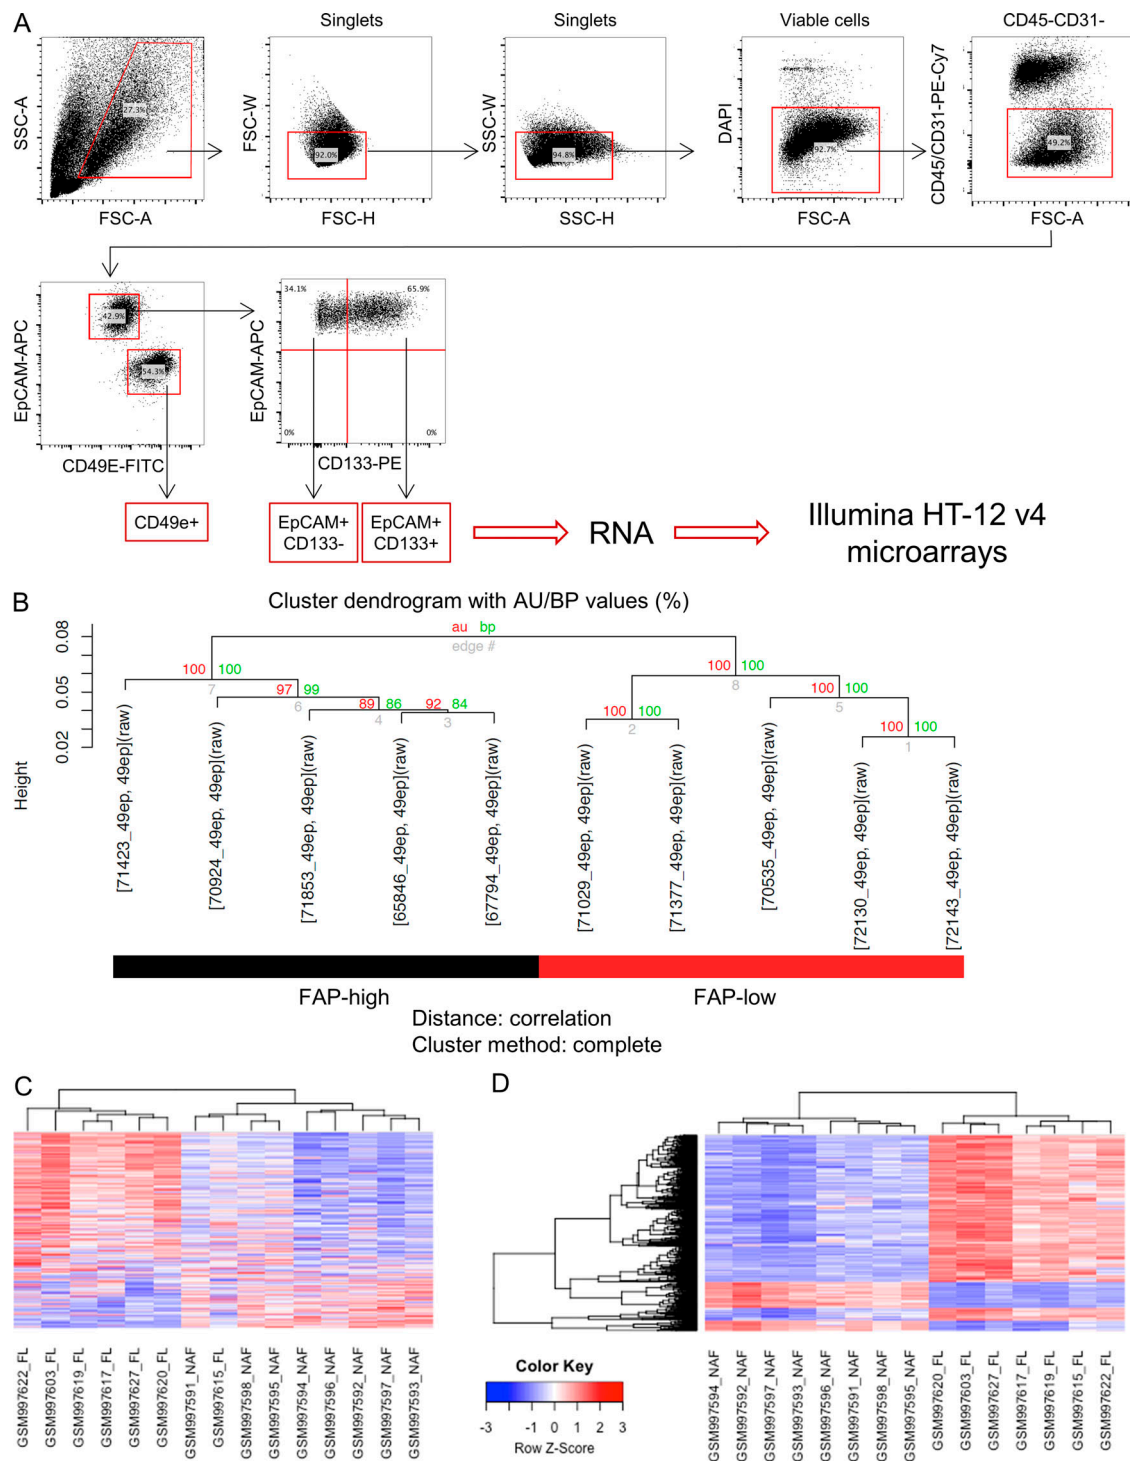 A
Singlets
Singlets
Viable cells
CD45-CD31-
SSC-A
27.3%
FSC-A
FSC-W
92.0%
FSC-H
SSC-W
94.8%
SSC-H
DAPI
92.7%
FSC-A
CD45/CD31-PE-Cy7
49.2%
FSC-A
EpCAM-APC
42.9%
54.3%
CD49E-FITC
EpCAM-APC
34.1%
65.9%
0%
0%
CD133-PE
CD49e+
EpCAM+
CD133-
EpCAM+
CD133+
RNA
Illumina HT-12 v4
microarrays
B
Cluster dendrogram with AU/BP values (%)
Height
0.02
0.05
0.08
au bp
edge #
100 100
7
97 99
6
89 86
4
92 84
3
100 100
8
100 100
2
100 100
5
100 100
1
[71423_49ep, 49ep](raw)
[70924_49ep, 49ep](raw)
[71853_49ep, 49ep](raw)
[65846_49ep, 49ep](raw)
[67794_49ep, 49ep](raw)
[71029_49ep, 49ep](raw)
[71377_49ep, 49ep](raw)
[70535_49ep, 49ep](raw)
[72130_49ep, 49ep](raw)
[72143_49ep, 49ep](raw)
FAP-high
FAP-low
Distance: correlation
Cluster method: complete
C
GSM997622_FL
GSM997603_FL
GSM997619_FL
GSM997617_FL
GSM997627_FL
GSM997620_FL
GSM997591_NAF
GSM997615_FL
GSM997598_NAF
GSM997595_NAF
GSM997594_NAF
GSM997596_NAF
GSM997592_NAF
GSM997597_NAF
GSM997593_NAF
D
Color Key
-3 -1 0 1 3
Row Z-Score
GSM997594_NAF
GSM997592_NAF
GSM997597_NAF
GSM997593_NAF
GSM997596_NAF
GSM997591_NAF
GSM997598_NAF
GSM997595_NAF
GSM997620_FL
GSM997603_FL
GSM997627_FL
GSM997617_FL
GSM997619_FL
GSM997615_FL
GSM997622_FL